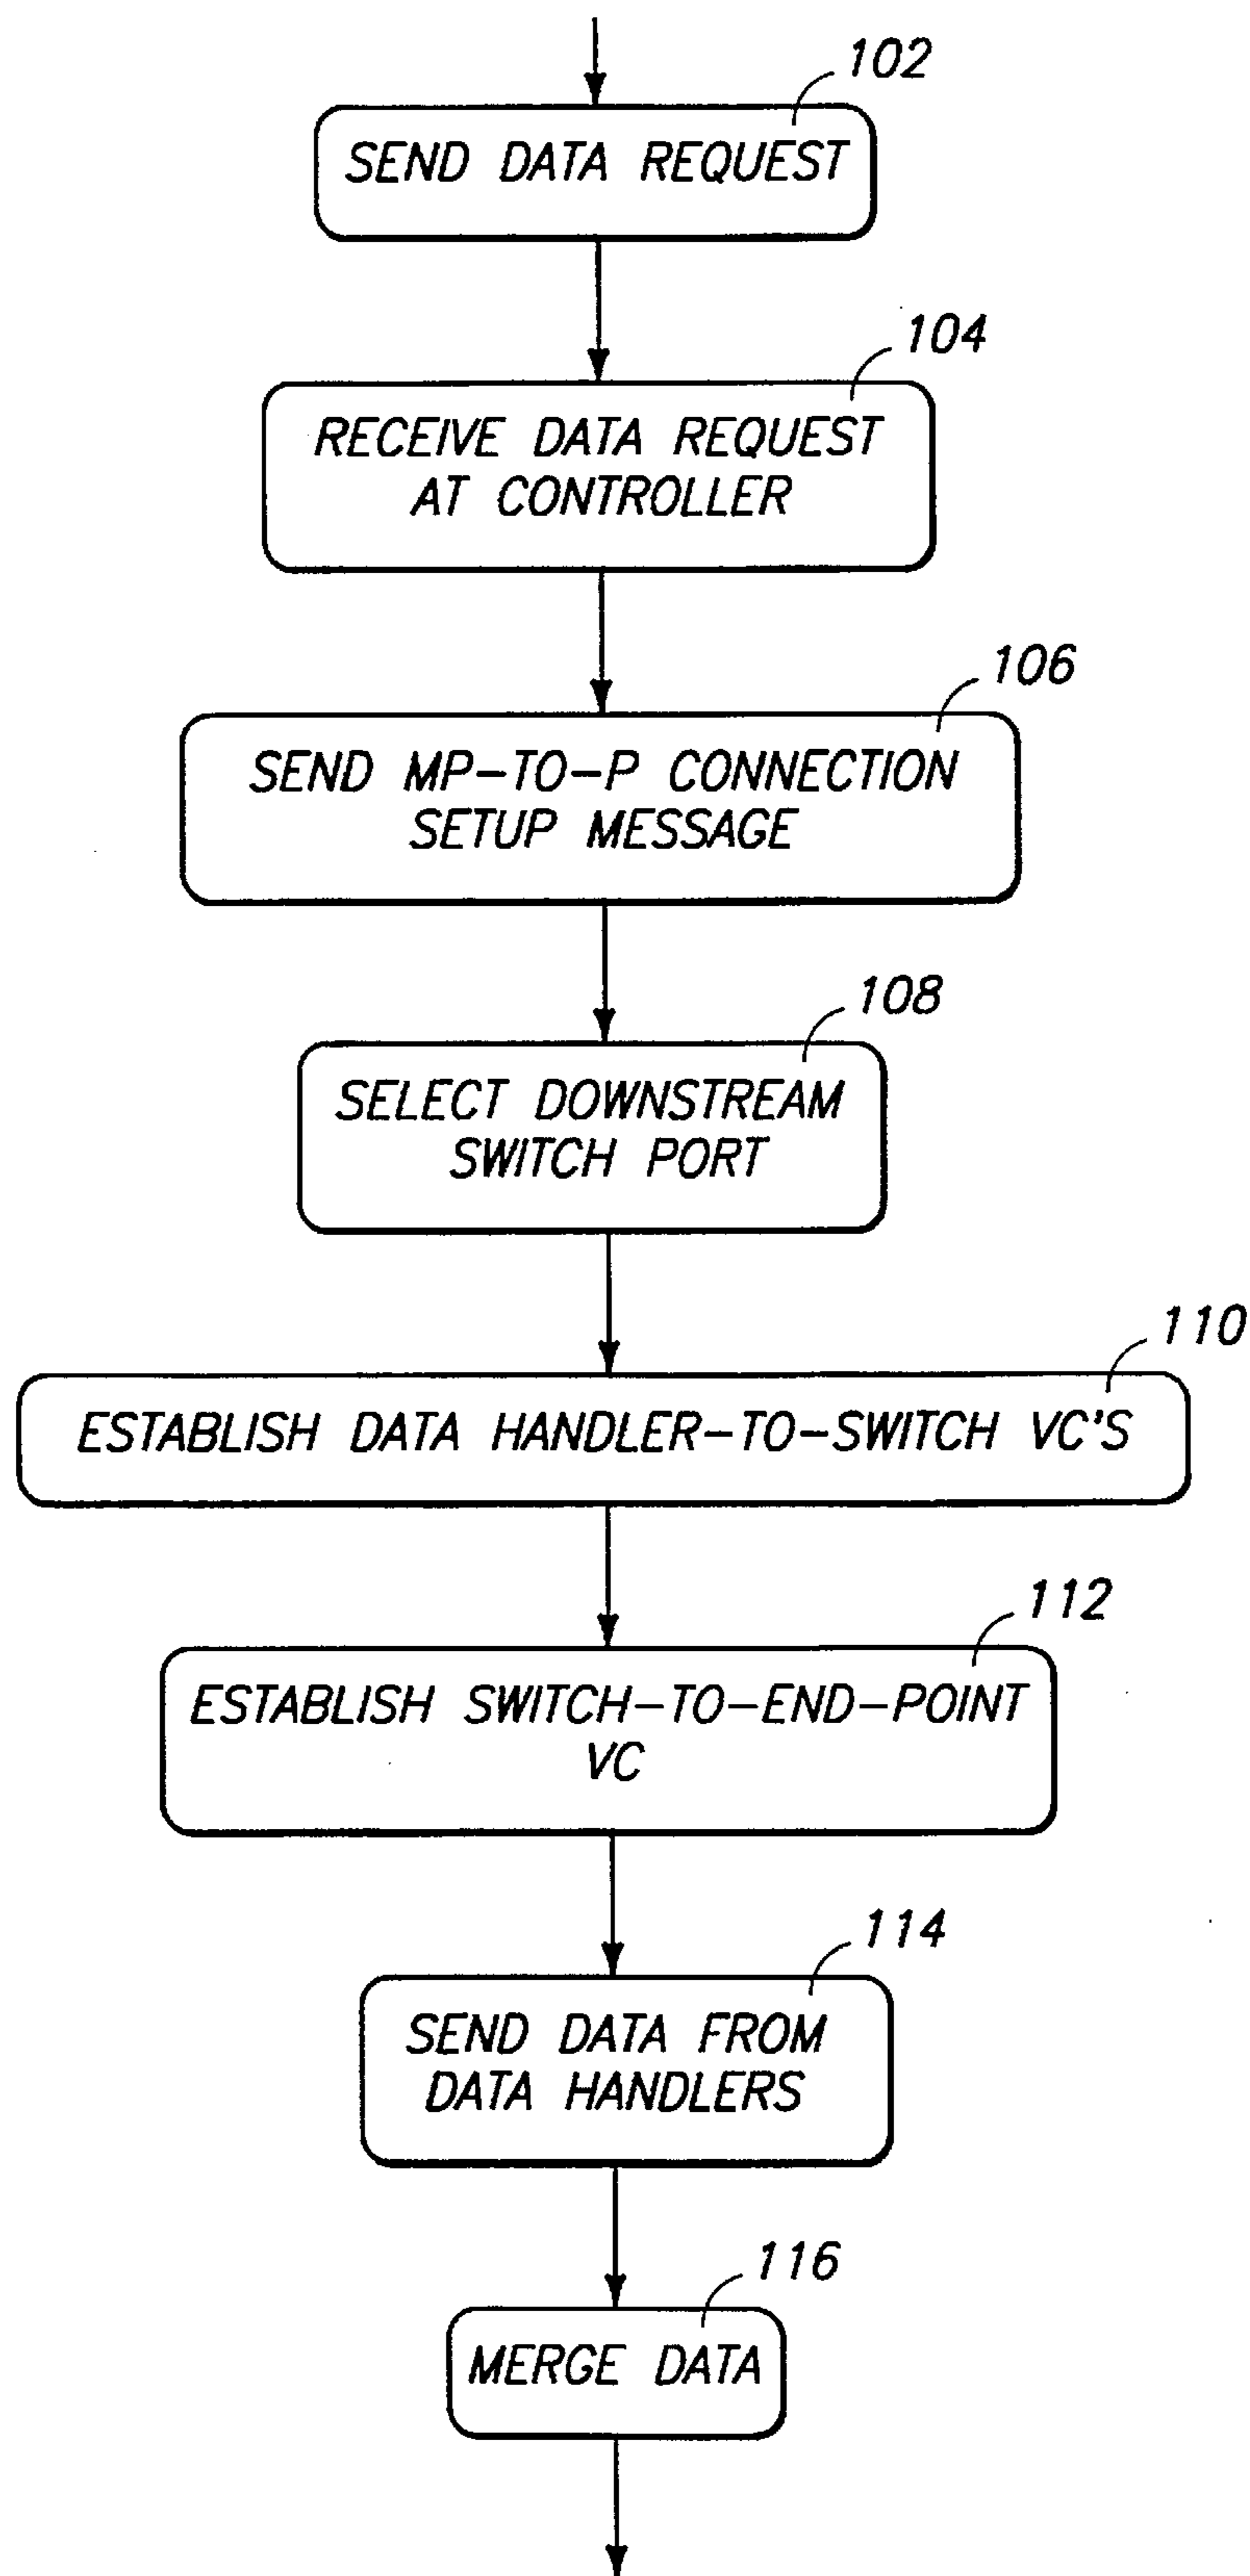 102
SEND DATA REQUEST
104
RECEIVE DATA REQUEST
AT CONTROLLER
106
SEND MP-TO-P CONNECTION
SETUP MESSAGE
108
SELECT DOWNSTREAM
SWITCH PORT
110
ESTABLISH DATA HANDLER-TO-SWITCH VC'S
112
ESTABLISH SWITCH-TO-END-POINT
VC
114
SEND DATA FROM
DATA HANDLERS
116
MERGE DATA